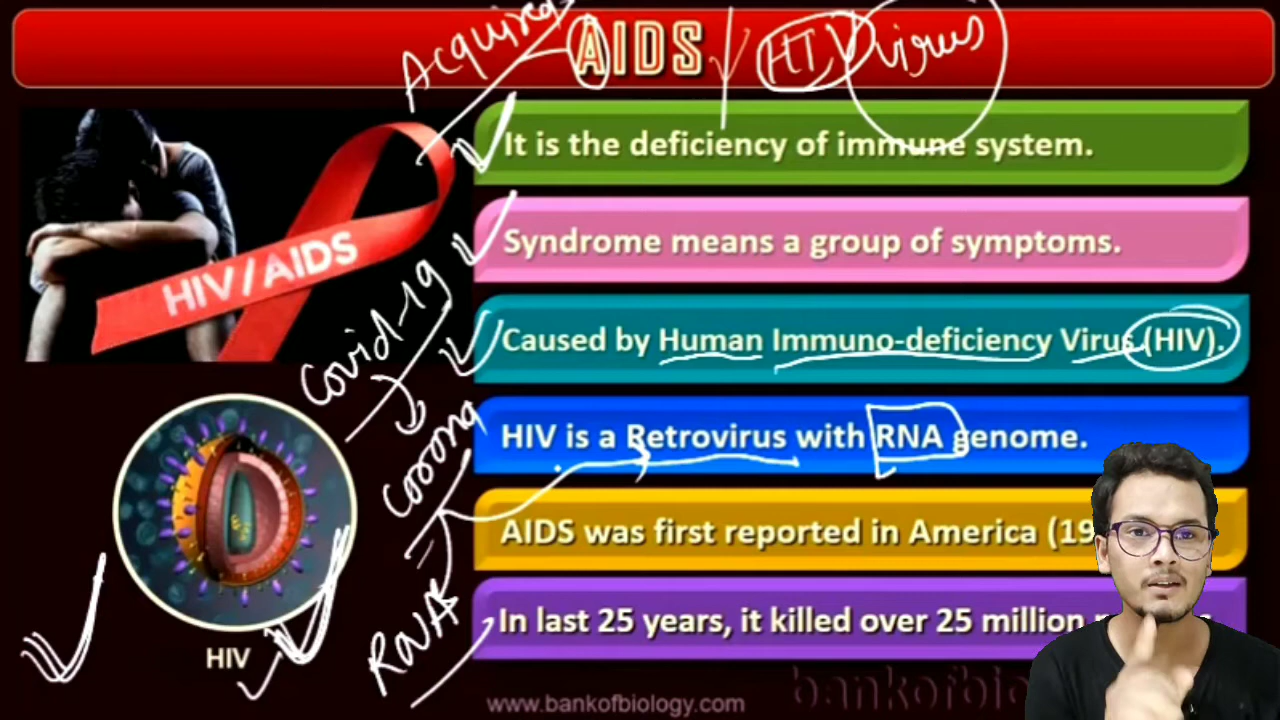 Acquired
AIDS / HIV virus
It is the deficiency of immune system.
Syndrome means a group of symptoms.
HIV/AIDS
Covid-19
Caused by Human Immuno-deficiency Virus (HIV).
Corona
HIV is a Retrovirus with RNA genome.
AIDS was first reported in America (19
RNA
In last 25 years, it killed over 25 million
HIV
www.bankofbiology.com
bankofbio